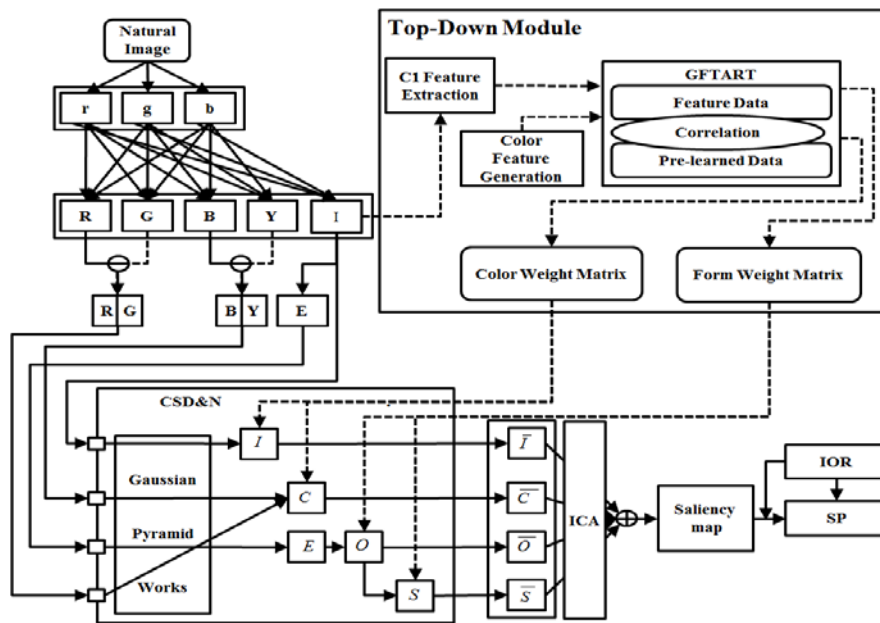 Natural
Image
r g b
R G B Y I
R G
B Y
E
Top-Down Module
C1 Feature
Extraction
Color
Feature
Generation
GFTART
Feature Data
Correlation
Pre-learned Data
Color Weight Matrix
Form Weight Matrix
CSD&N
Gaussian
Pyramid
Works
I
C
E O
S
I̅
C̅
O̅
S̅
ICA
Saliency
map
IOR
SP